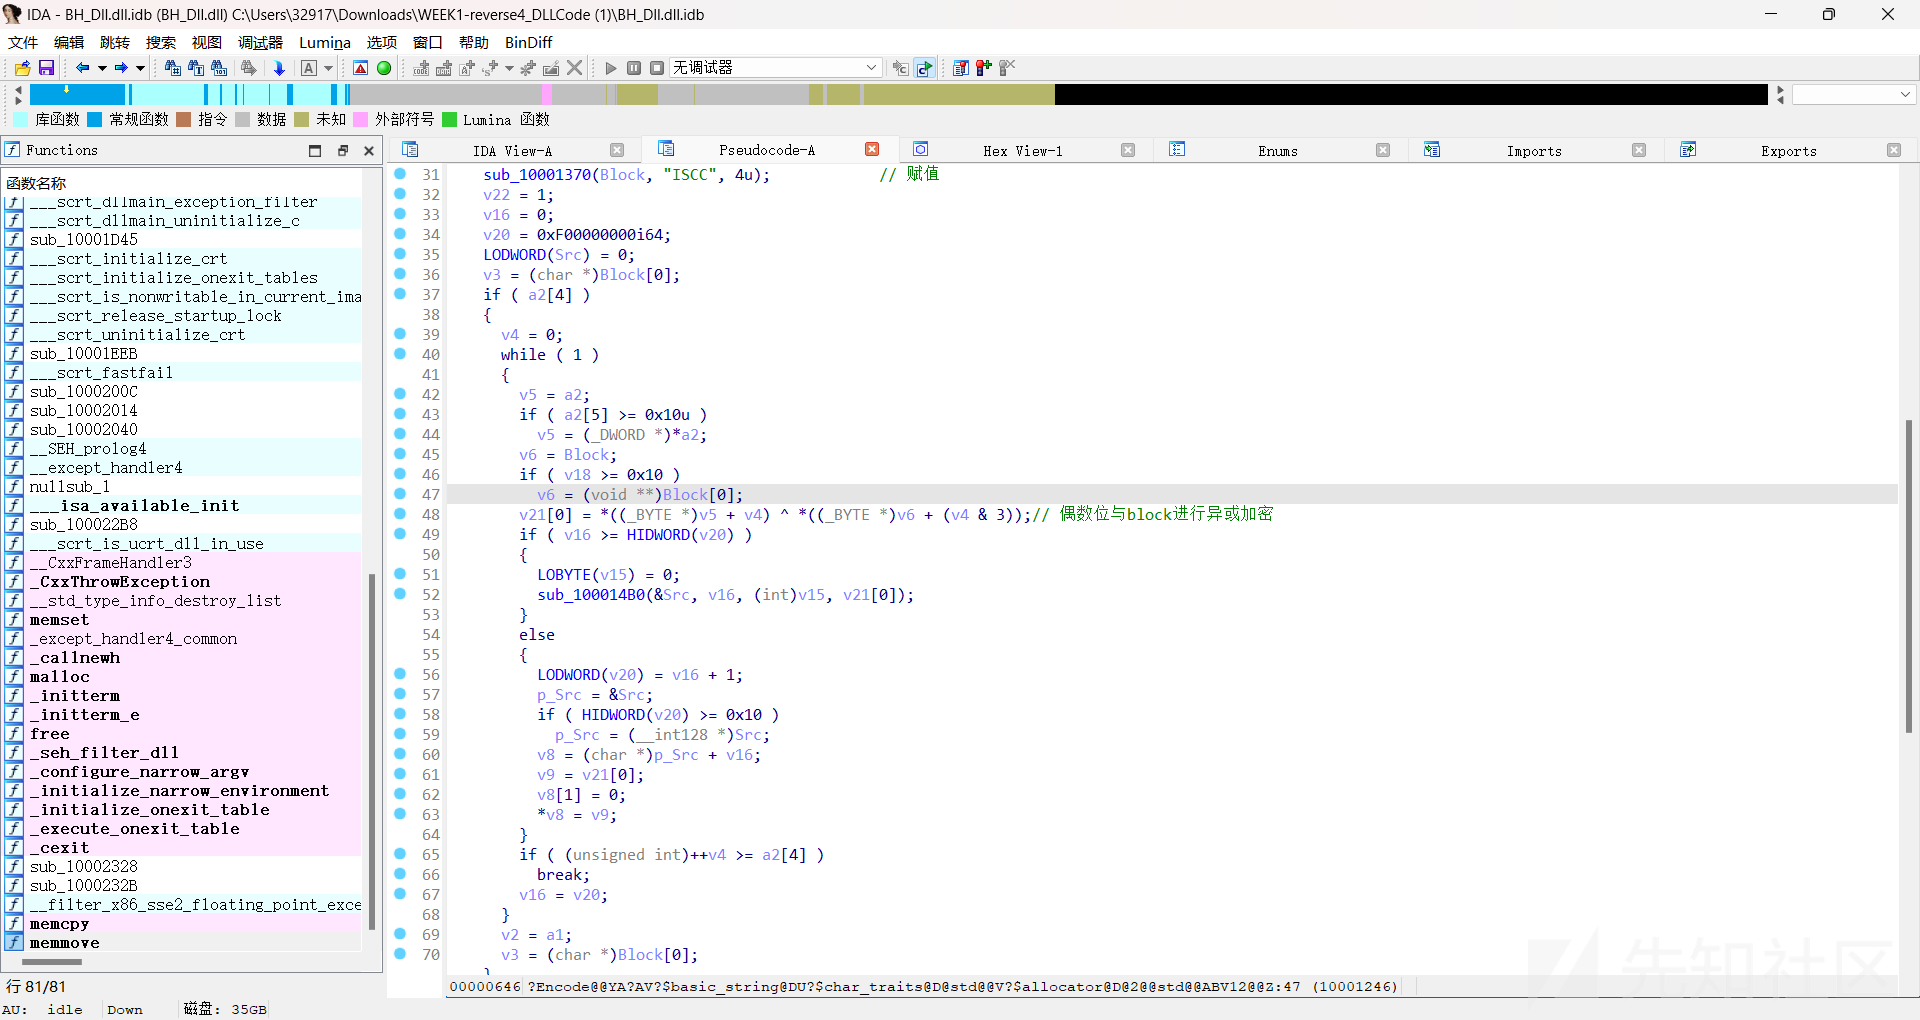 IDA - BH_Dll.dll.idb (BH_Dll.dll) C:\Users\32917\Downloads\WEEK1-reverse4_DLLCode (1)\BH_Dll.dll.idb
文件 编辑 跳转 搜索 视图 调试器 Lumina 选项 窗口 帮助 BinDiff
无调试器
库函数 常规函数 指令 数据 未知 外部符号 Lumina 函数
Functions
函数名称
___scrt_dllmain_exception_filter
___scrt_dllmain_uninitialize_c
sub_10001D45
___scrt_initialize_crt
___scrt_initialize_onexit_tables
___scrt_is_nonwritable_in_current_ima
___scrt_release_startup_lock
___scrt_uninitialize_crt
sub_10001EEB
___scrt_fastfail
sub_1000200C
sub_10002014
sub_10002040
__SEH_prolog4
__except_handler4
nullsub_1
___isa_available_init
sub_100022B8
___scrt_is_ucrt_dll_in_use
__CxxFrameHandler3
_CxxThrowException
__std_type_info_destroy_list
memset
_except_handler4_common
_callnewh
malloc
_initterm
_initterm_e
free
_seh_filter_dll
_configure_narrow_argv
_initialize_narrow_environment
_initialize_onexit_table
_execute_onexit_table
_cexit
sub_10002328
sub_1000232B
__filter_x86_sse2_floating_point_exce
memcpy
memmove
行 81/81
IDA View-A Pseudocode-A Hex View-1 Enums Imports Exports
31 sub_10001370(Block, "ISCC", 4u); // 赋值
32 v22 = 1;
33 v16 = 0;
34 v20 = 0xF00000000i64;
35 LODWORD(Src) = 0;
36 v3 = (char *)Block[0];
37 if ( a2[4] )
38 {
39 v4 = 0;
40 while ( 1 )
41 {
42 v5 = a2;
43 if ( a2[5] >= 0x10u )
44 v5 = (_DWORD *)*a2;
45 v6 = Block;
46 if ( v18 >= 0x10 )
47 v6 = (void **)Block[0];
48 v21[0] = *((_BYTE *)v5 + v4) ^ *((_BYTE *)v6 + (v4 & 3));// 偶数位与block进行异或加密
49 if ( v16 >= HIDWORD(v20) )
50 {
51 LOBYTE(v15) = 0;
52 sub_100014B0(&Src, v16, (int)v15, v21[0]);
53 }
54 else
55 {
56 LODWORD(v20) = v16 + 1;
57 p_Src = &Src;
58 if ( HIDWORD(v20) >= 0x10 )
59 p_Src = (__int128 *)Src;
60 v8 = (char *)p_Src + v16;
61 v9 = v21[0];
62 v8[1] = 0;
63 *v8 = v9;
64 }
65 if ( (unsigned int)++v4 >= a2[4] )
66 break;
67 v16 = v20;
68 }
69 v2 = a1;
70 v3 = (char *)Block[0];
}
00000646 ?Encode@@YA?AV?$basic_string@DU?$char_traits@D@std@@V?$allocator@D@2@@std@@ABV12@@Z:47 (10001246)
AU: idle Down 磁盘: 35GB
先知社区